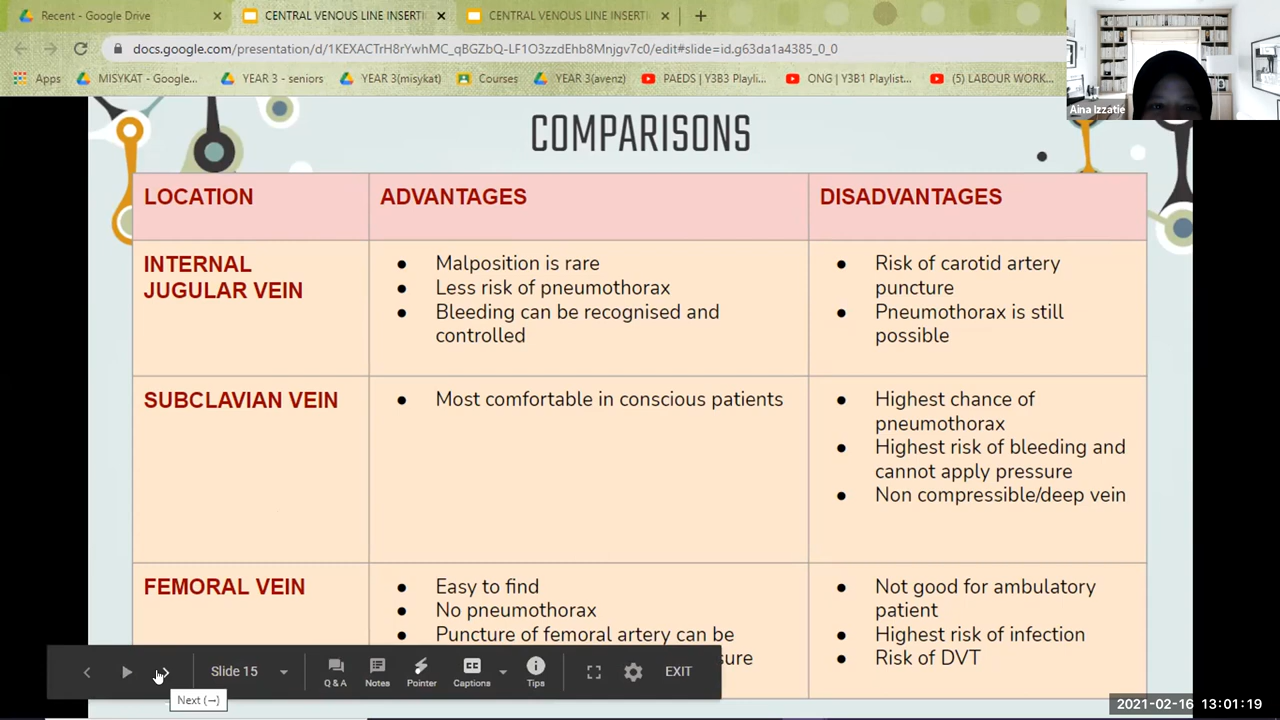 Recent - Google Drive
CENTRAL VENOUS LINE INSERTI
CENTRAL VENOUS LINE INSERTI
docs.google.com/presentation/d/1KEXACTrH8rYwhMC_qBGZbQ-LF1O3zzdEhb8Mnjgv7c0/edit#slide=id.g63da1a4385_0_0
Apps
MISYKAT - Google...
YEAR 3 - seniors
YEAR 3(misykat)
Courses
YEAR 3(avenz)
PAEDS | Y3B3 Playli...
ONG | Y3B1 Playlist...
(5) LABOUR WORK...
Aina Izzatie
COMPARISONS
LOCATION
ADVANTAGES
DISADVANTAGES
INTERNAL
JUGULAR VEIN
● Malposition is rare
● Less risk of pneumothorax
● Bleeding can be recognised and
controlled
● Risk of carotid artery
puncture
● Pneumothorax is still
possible
SUBCLAVIAN VEIN
● Most comfortable in conscious patients
● Highest chance of
pneumothorax
● Highest risk of bleeding and
cannot apply pressure
● Non compressible/deep vein
FEMORAL VEIN
● Easy to find
● No pneumothorax
● Puncture of femoral artery can be
sure
● Not good for ambulatory
patient
● Highest risk of infection
● Risk of DVT
Slide 15
Q & A
Notes
Pointer
Captions
Tips
EXIT
Next (→)
2021-02-16 13:01:19